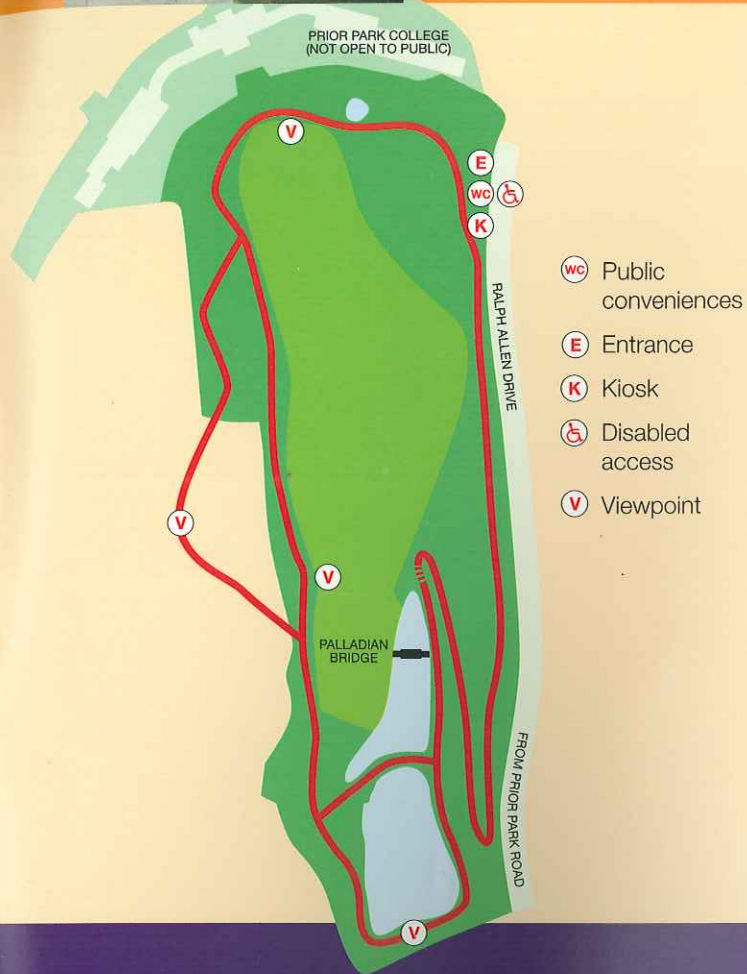 PRIOR PARK COLLEGE
(NOT OPEN TO PUBLIC)
V
E
WC
K
RALPH ALLEN DRIVE
WC Public
conveniences
E Entrance
K Kiosk
Disabled
access
V Viewpoint
V
V
PALLADIAN
BRIDGE
FROM PRIOR PARK ROAD
V